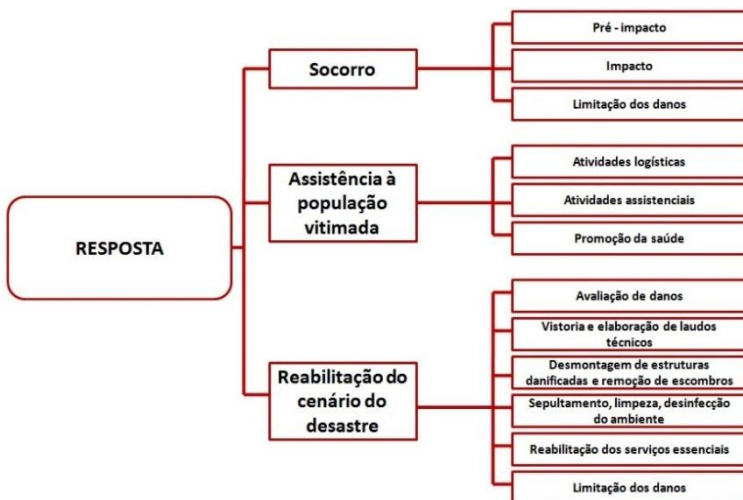 RESPOSTA
Socorro
Pré - impacto
Impacto
Limitação dos danos
Assistência à
população
vitimada
Atividades logísticas
Atividades assistenciais
Promoção da saúde
Reabilitação do
cenário do
desastre
Avaliação de danos
Vistoria e elaboração de laudos
técnicos
Desmontagem de estruturas
danificadas e remoção de escombros
Sepultamento, limpeza, desinfecção
do ambiente
Reabilitação dos serviços essenciais
Limitação dos danos